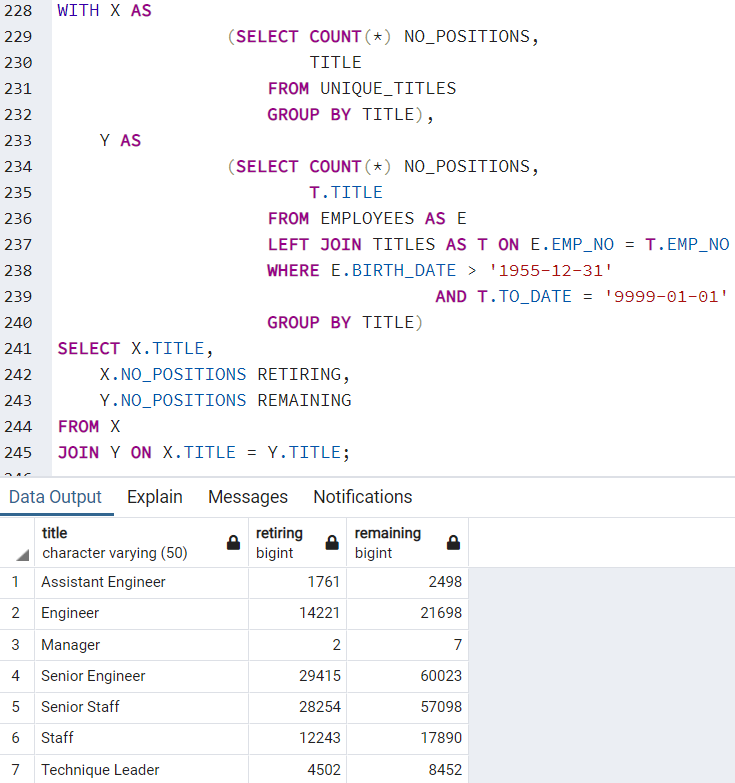 228 WITH X AS
229 (SELECT COUNT(*) NO_POSITIONS,
230 TITLE
231 FROM UNIQUE_TITLES
232 GROUP BY TITLE),
233 Y AS
234 (SELECT COUNT(*) NO_POSITIONS,
235 T.TITLE
236 FROM EMPLOYEES AS E
237 LEFT JOIN TITLES AS T ON E.EMP_NO = T.EMP_NO
238 WHERE E.BIRTH_DATE > '1955-12-31'
239 AND T.TO_DATE = '9999-01-01'
240 GROUP BY TITLE)
241 SELECT X.TITLE,
242 X.NO_POSITIONS RETIRING,
243 Y.NO_POSITIONS REMAINING
244 FROM X
245 JOIN Y ON X.TITLE = Y.TITLE;
Data Output Explain Messages Notifications
title retiring remaining
character varying (50) bigint bigint
1 Assistant Engineer 1761 2498
2 Engineer 14221 21698
3 Manager 2 7
4 Senior Engineer 29415 60023
5 Senior Staff 28254 57098
6 Staff 12243 17890
7 Technique Leader 4502 8452